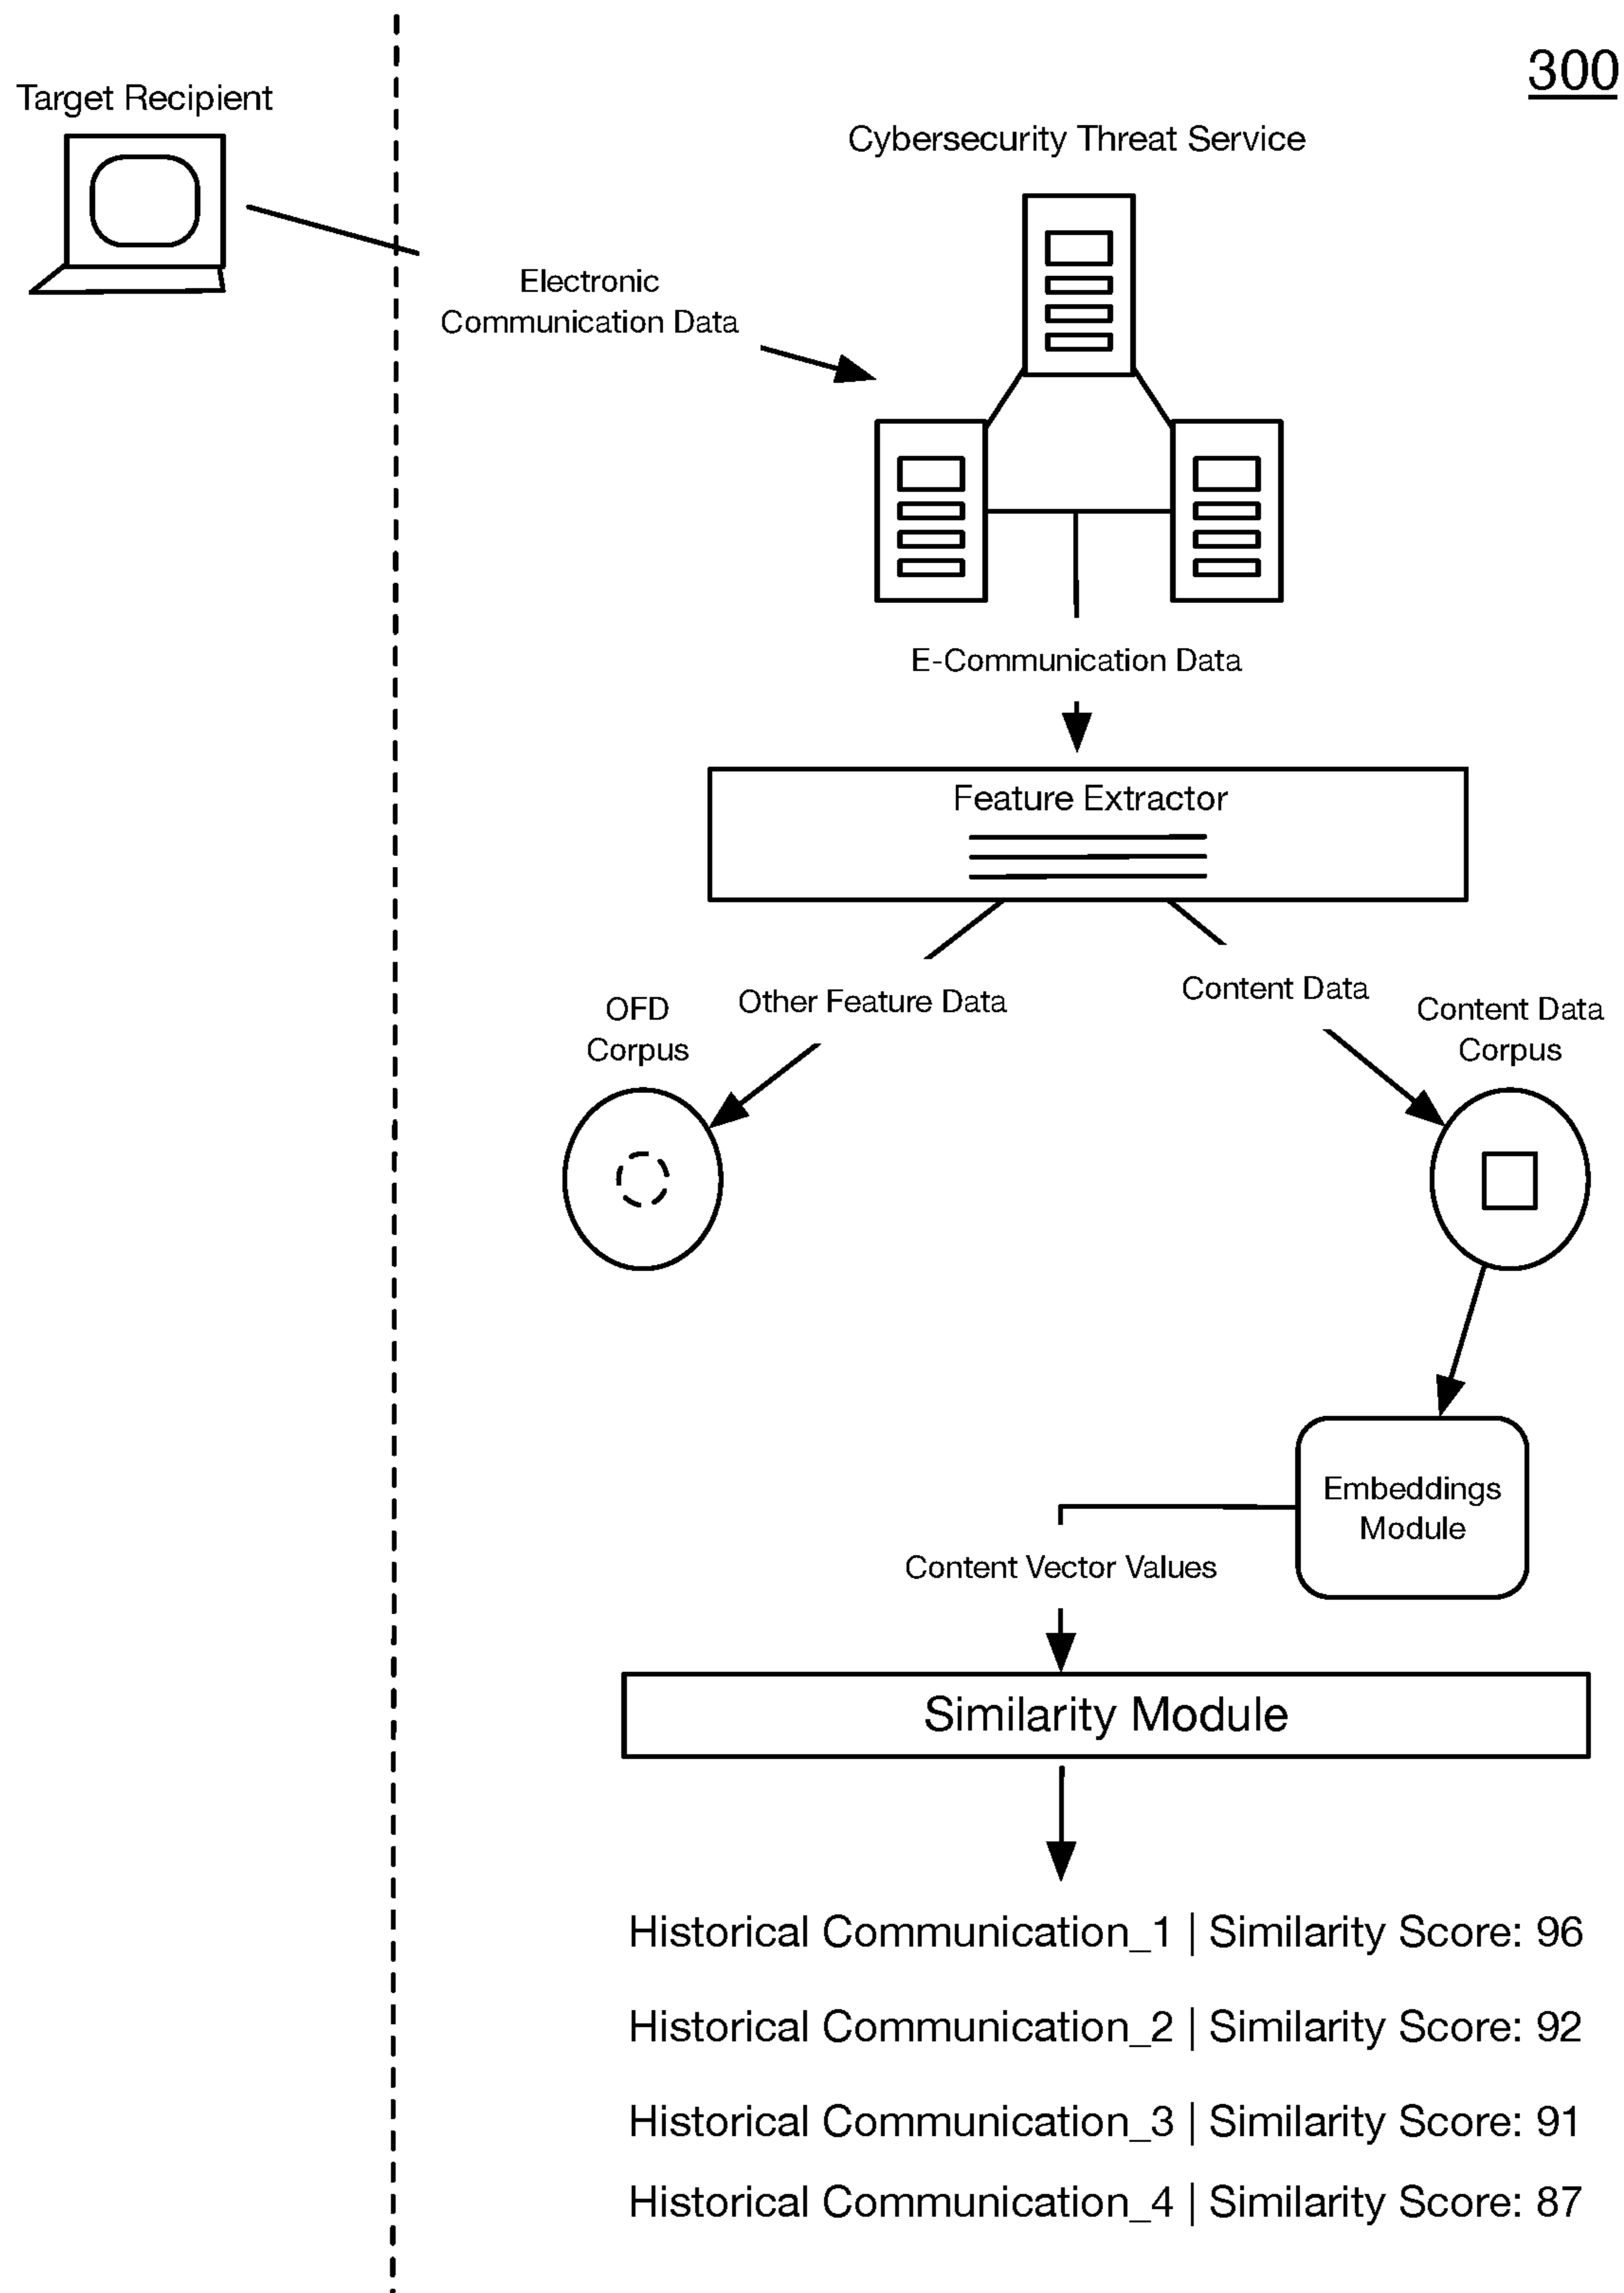 300
Target Recipient
Cybersecurity Threat Service
Electronic
Communication Data
E-Communication Data
Feature Extractor
Other Feature Data
Content Data
OFD
Corpus
Content Data
Corpus
Embeddings
Module
Content Vector Values
Similarity Module
Historical Communication_1 | Similarity Score: 96
Historical Communication_2 | Similarity Score: 92
Historical Communication_3 | Similarity Score: 91
Historical Communication_4 | Similarity Score: 87